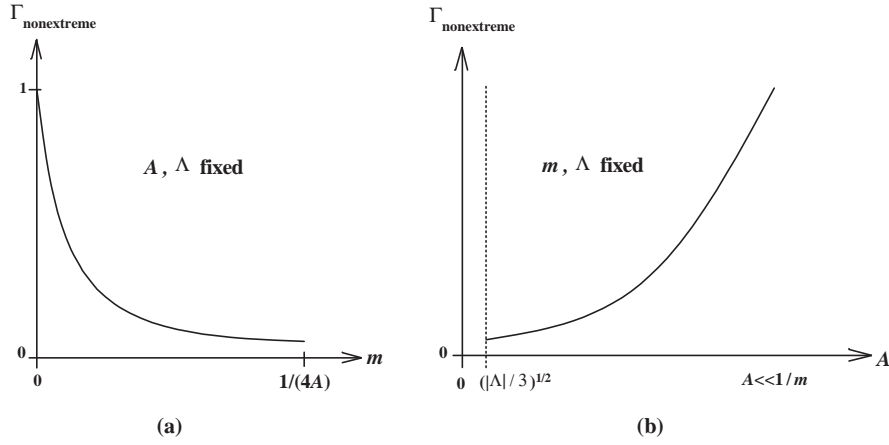 Γnonextreme
1
A , Λ fixed
0
0
1/(4A)
m
(a)
Γnonextreme
m , Λ fixed
0
0
(|Λ| / 3)^1/2
A<<1/m
A
(b)